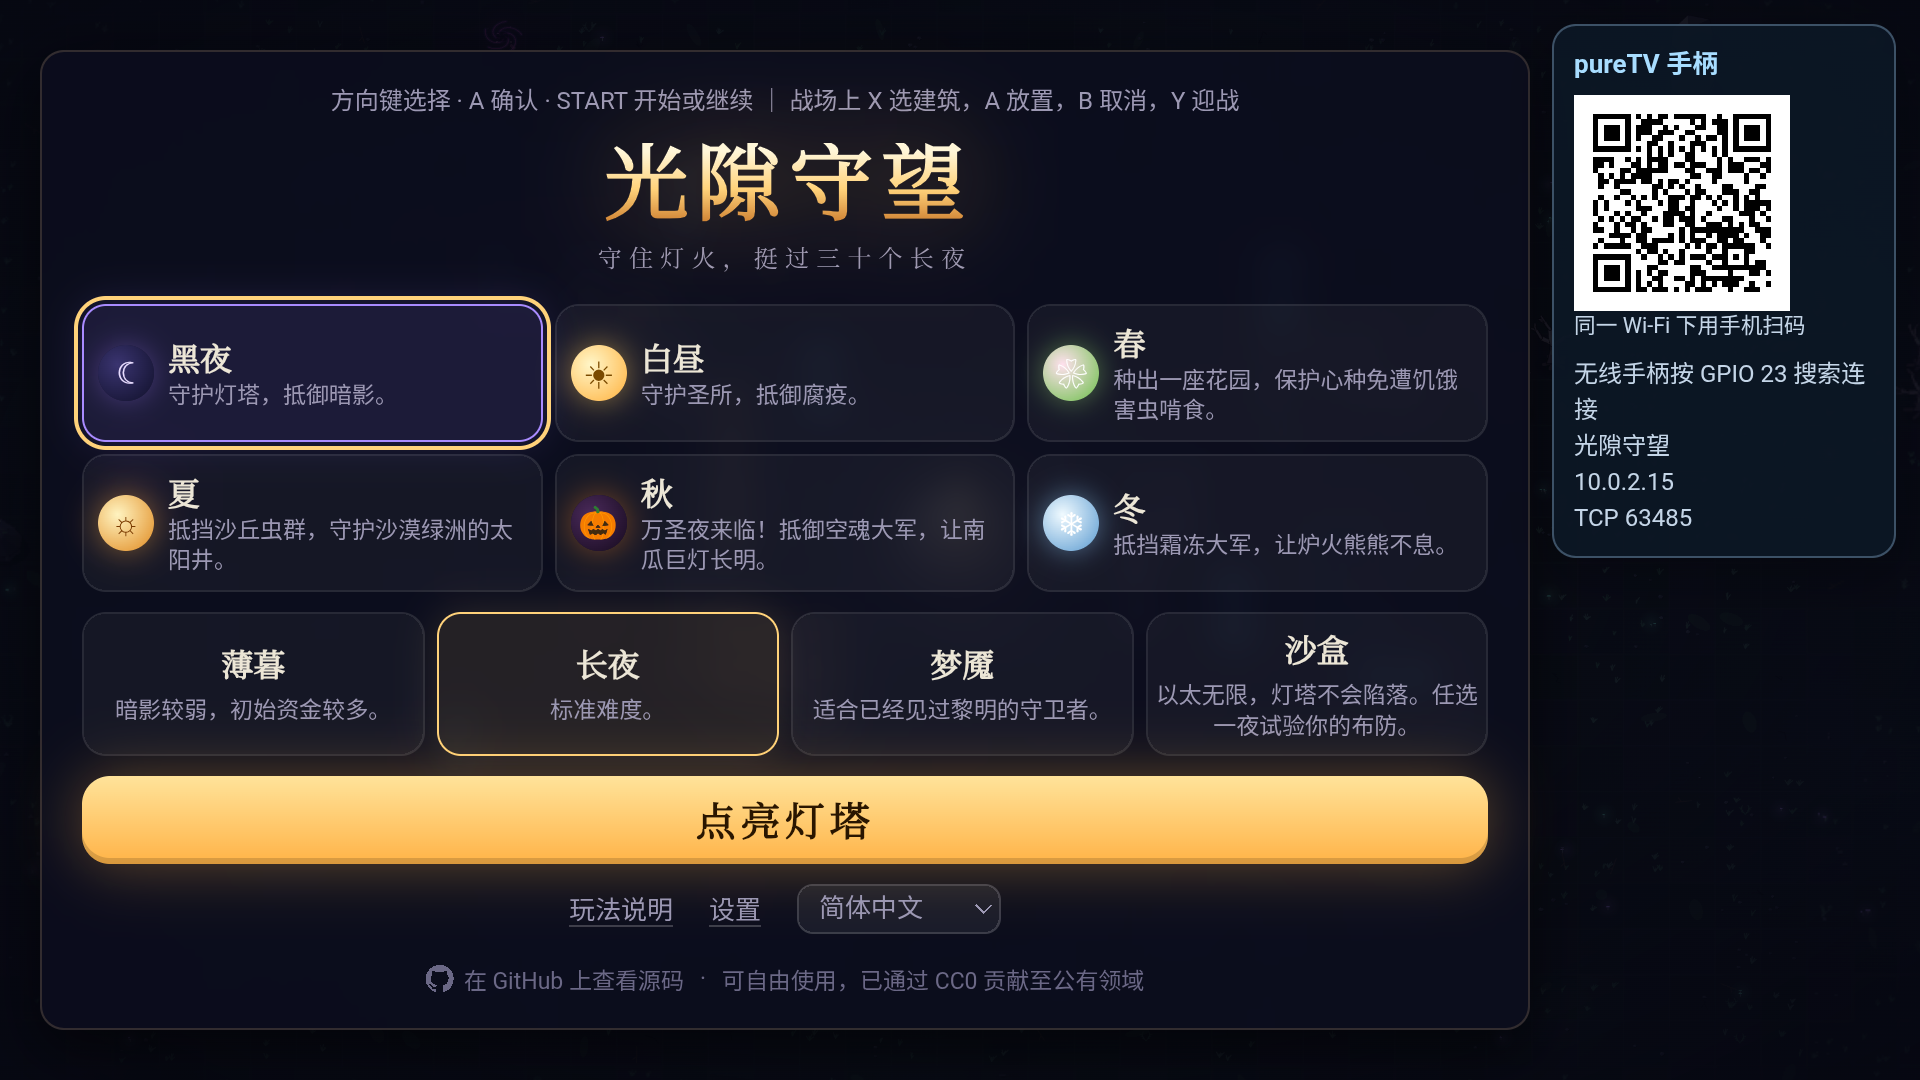 方向键选择 · A 确认 · START 开始或继续 ｜ 战场上 X 选建筑，A 放置，B 取消，Y 迎战
光隙守望
守住灯火，挺过三十个长夜
黑夜
守护灯塔，抵御暗影。
白昼
守护圣所，抵御腐疫。
春
种出一座花园，保护心种免遭饥饿
害虫啃食。
夏
抵挡沙丘虫群，守护沙漠绿洲的太
阳井。
秋
万圣夜来临！抵御空魂大军，让南
瓜巨灯长明。
冬
抵挡霜冻大军，让炉火熊熊不息。
薄暮
暗影较弱，初始资金较多。
长夜
标准难度。
梦魇
适合已经见过黎明的守卫者。
沙盒
以太无限，灯塔不会陷落。任选
一夜试验你的布防。
点亮灯塔
玩法说明 设置 简体中文
在 GitHub 上查看源码 · 可自由使用，已通过 CC0 贡献至公有领域
pureTV 手柄
同一 Wi-Fi 下用手机扫码
无线手柄按 GPIO 23 搜索连
接
光隙守望
10.0.2.15
TCP 63485